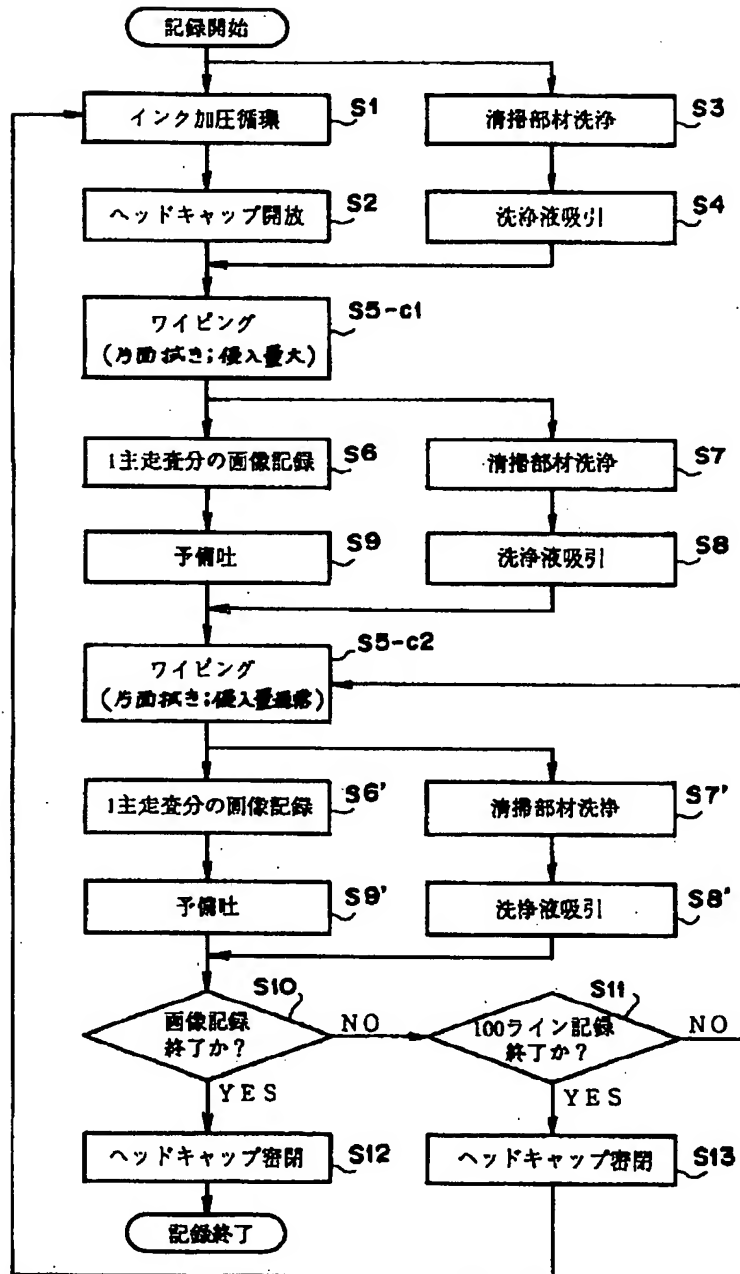 記録開始
インク加圧循環
S1
清掃部材洗浄
S3
ヘッドキャップ開放
S2
洗浄液吸引
S4
S5-c1
ワイピング
(片面拭き;侵入量大)
1主走査分の画像記録
S6
清掃部材洗浄
S7
予備吐
S9
洗浄液吸引
S8
S5-c2
ワイピング
(片面拭き;侵入量通常)
1主走査分の画像記録
S6'
清掃部材洗浄
S7'
予備吐
S9'
洗浄液吸引
S8'
S10
画像記録
終了か?
NO
S11
100ライン記録
終了か?
NO
YES
YES
ヘッドキャップ密閉
S12
ヘッドキャップ密閉
S13
記録終了